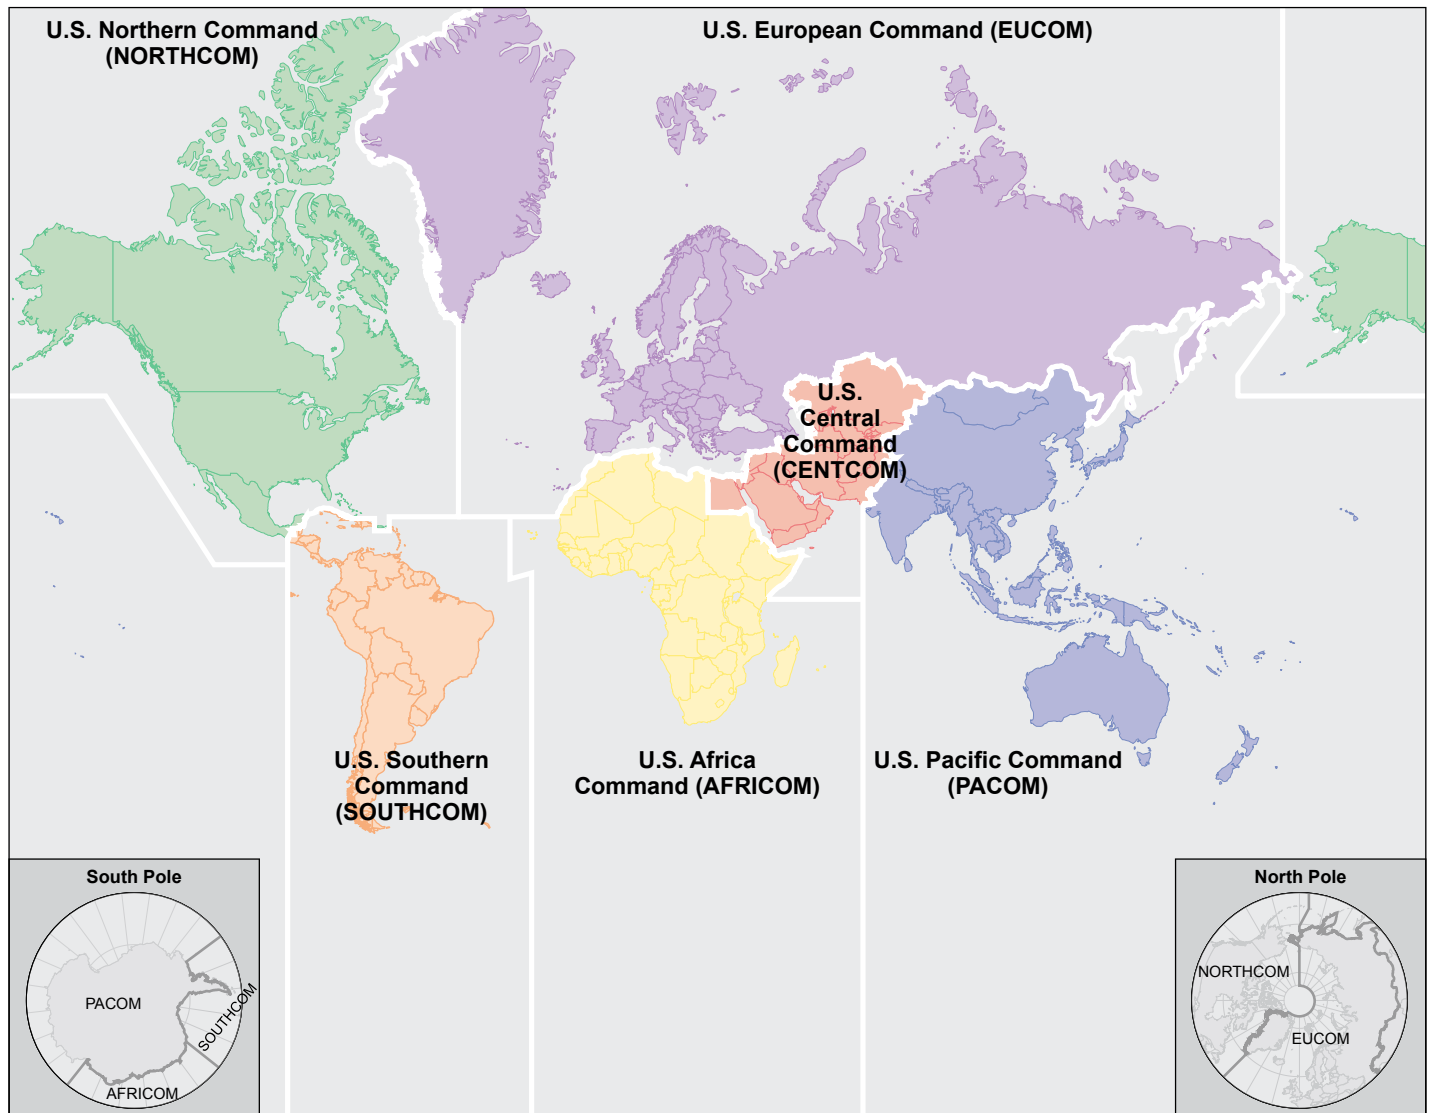 U.S. Northern Command
(NORTHCOM)
U.S. European Command (EUCOM)
U.S.
Central
Command
(CENTCOM)
U.S. Southern
Command
(SOUTHCOM)
U.S. Africa
Command (AFRICOM)
U.S. Pacific Command
(PACOM)
South Pole
PACOM
SOUTHCOM
AFRICOM
North Pole
NORTHCOM
EUCOM